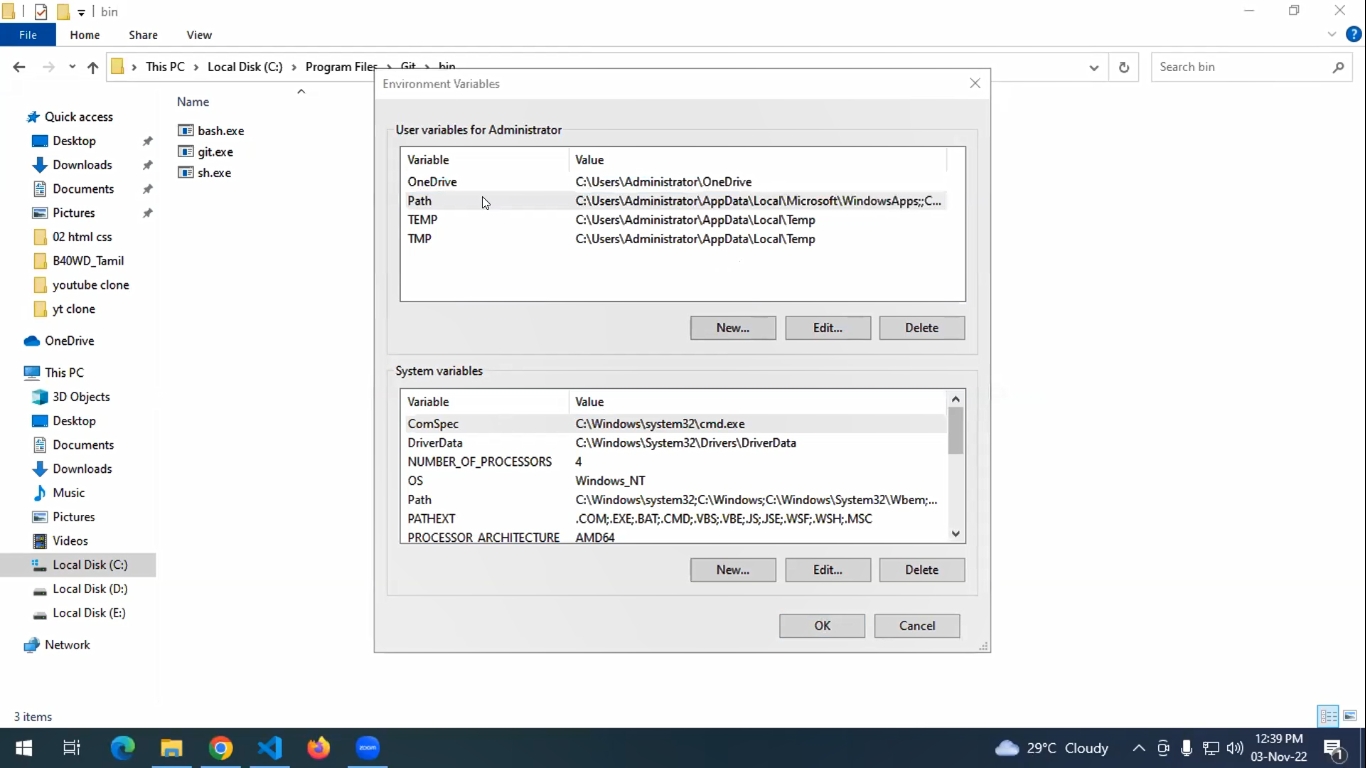 bin
File Home Share View
This PC Local Disk (C:) Program Files Git bin
Search bin
Quick access
Desktop
Downloads
Documents
Pictures
02 html css
B40WD_Tamil
youtube clone
yt clone
OneDrive
This PC
3D Objects
Desktop
Documents
Downloads
Music
Pictures
Videos
Local Disk (C:)
Local Disk (D:)
Local Disk (E:)
Network
Name
bash.exe
git.exe
sh.exe
Environment Variables
User variables for Administrator
Variable Value
OneDrive C:\Users\Administrator\OneDrive
Path C:\Users\Administrator\AppData\Local\Microsoft\WindowsApps;;C...
TEMP C:\Users\Administrator\AppData\Local\Temp
TMP C:\Users\Administrator\AppData\Local\Temp
New... Edit... Delete
System variables
Variable Value
ComSpec C:\Windows\system32\cmd.exe
DriverData C:\Windows\System32\Drivers\DriverData
NUMBER_OF_PROCESSORS 4
OS Windows_NT
Path C:\Windows\system32;C:\Windows;C:\Windows\System32\Wbem;...
PATHEXT .COM;.EXE;.BAT;.CMD;.VBS;.VBE;.JS;.JSE;.WSF;.WSH;.MSC
PROCESSOR_ARCHITECTURE AMD64
New... Edit... Delete
OK Cancel
3 items
zoom
29°C Cloudy
12:39 PM
03-Nov-22
1